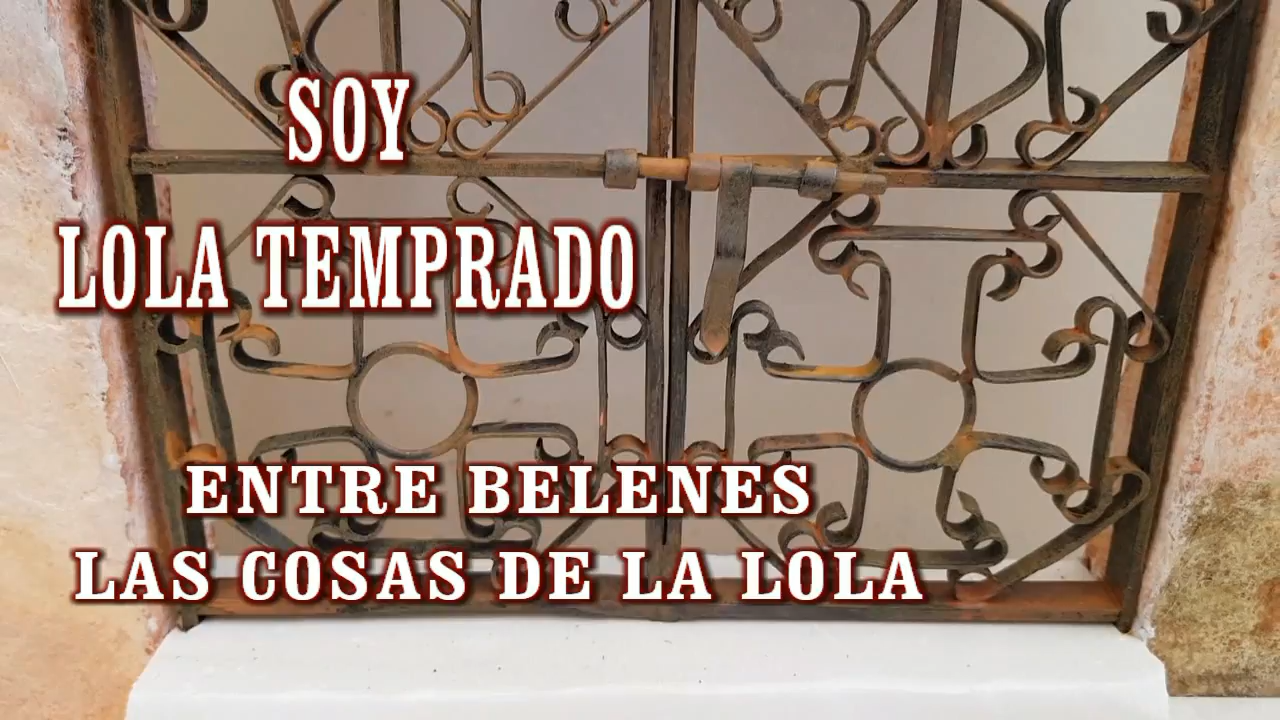 SOY
LOLA TEMPRADO
ENTRE BELENES
LAS COSAS DE LA LOLA